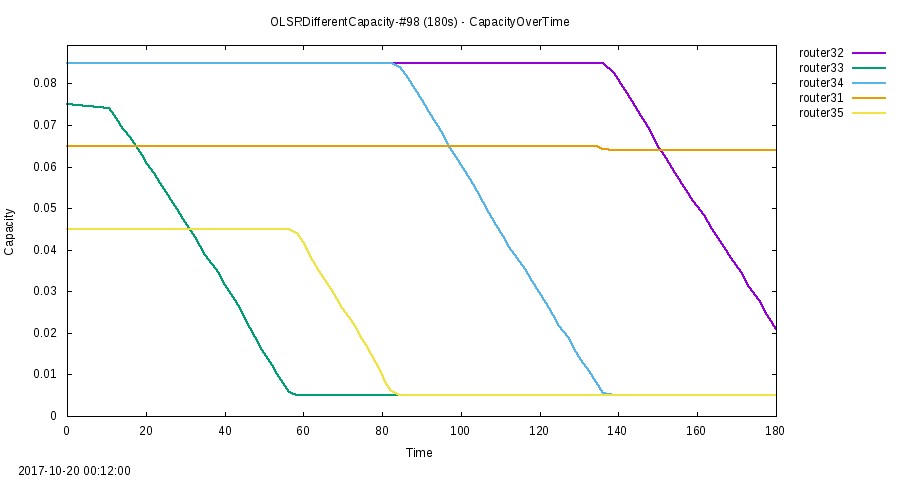 OLSRDifferentCapacity-#98 (180s) - CapacityOverTime
router32
router33
router34
router31
router35
0.08
0.07
0.06
0.05
0.04
0.03
0.02
0.01
0
Capacity
0 20 40 60 80 100 120 140 160 180
Time
2017-10-20 00:12:00